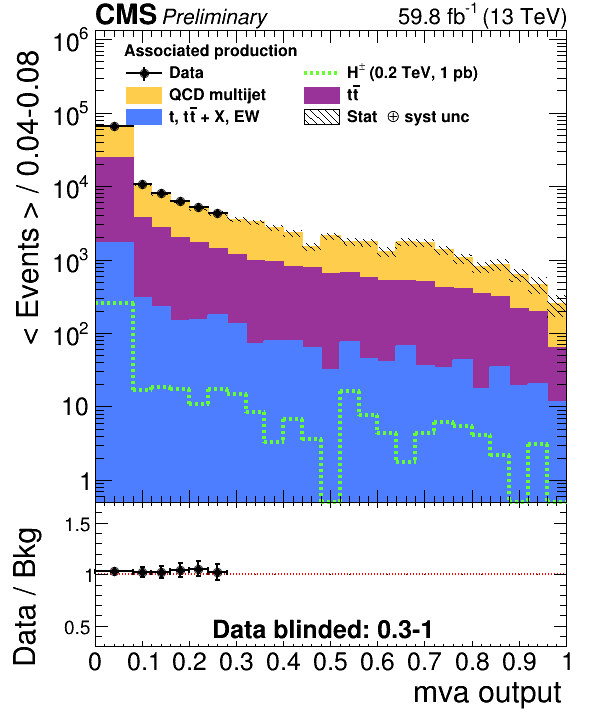 CMS Preliminary 59.8 fb⁻¹ (13 TeV)
Associated production
Data
H± (0.2 TeV, 1 pb)
QCD multijet
tt̄
t, tt̄ + X, EW
Stat ⊕ syst unc
< Events > / 0.04-0.08
10⁶
10⁵
10⁴
10³
10²
10
1
Data / Bkg
1.5
1
0.5
Data blinded: 0.3-1
0 0.1 0.2 0.3 0.4 0.5 0.6 0.7 0.8 0.9 1
mva output